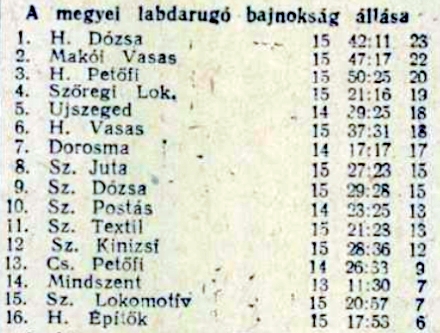 A megyei labdarugó bajnokság állása
1. H. Dózsa 15 42:11 23
2. Makói Vasas 15 47:17 22
3. H. Petőfi 15 50:25 20
4. Szőregi Lok. 15 21:16 19
5. Ujszeged 14 29:25 18
6. H. Vasas 15 37:31 18
7. Dorosma 14 17:17 17
8. Sz. Juta 15 27:23 15
9. Sz. Dózsa 15 29:28 15
10. Sz. Postás 14 23:25 13
11. Sz. Textil 15 21:23 13
12 Sz. Kinizsi 15 28:36 12
13. Cs. Petőfi 14 26:33 9
14. Mindszent 13 11:30 7
15. Sz. Lokomotív 15 20:57 7
16. H. Építők 15 17:53 6